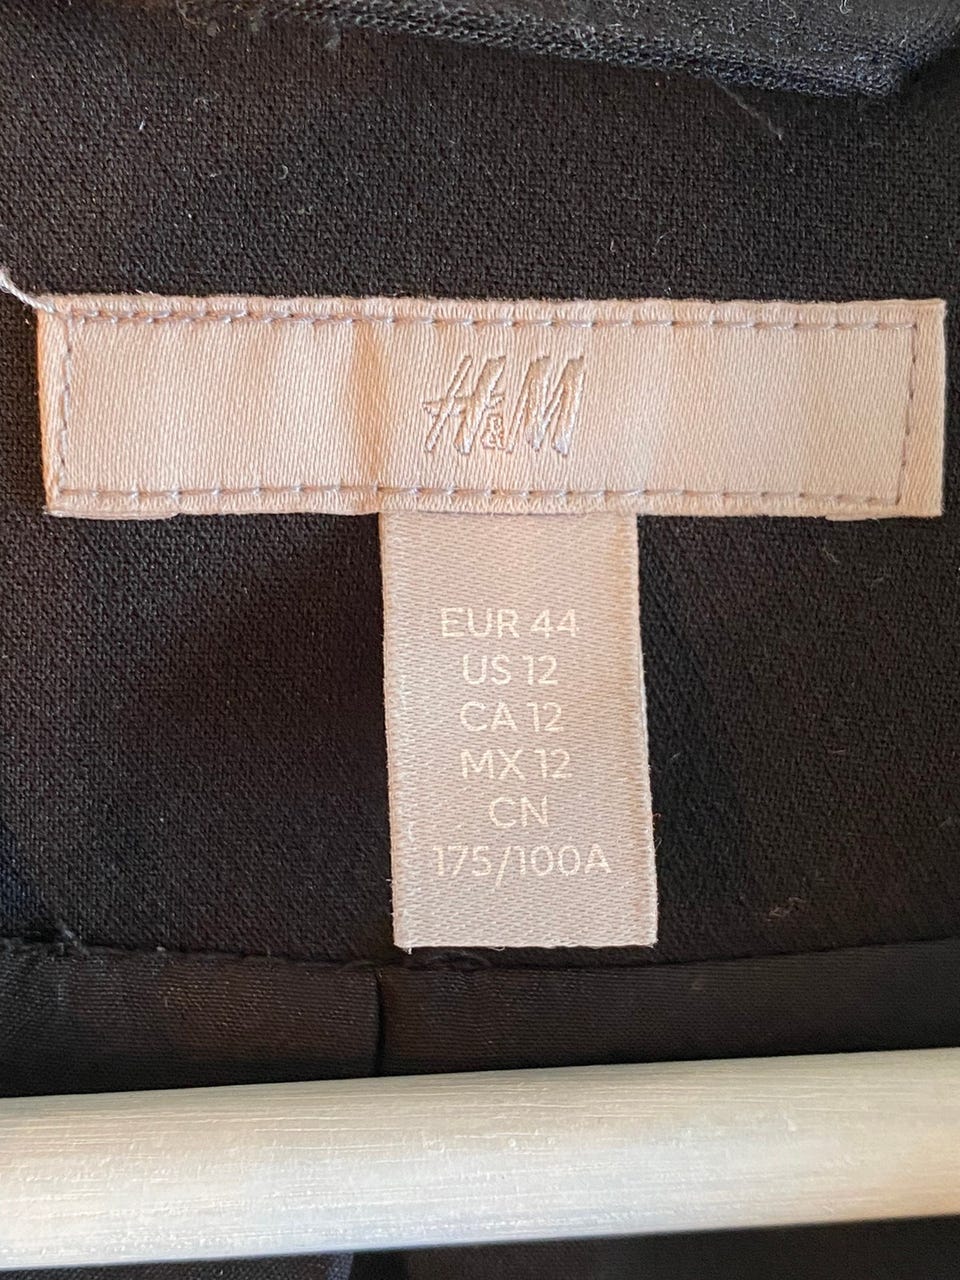 H&M
EUR 44
US 12
CA 12
MX 12
CN
175/100A